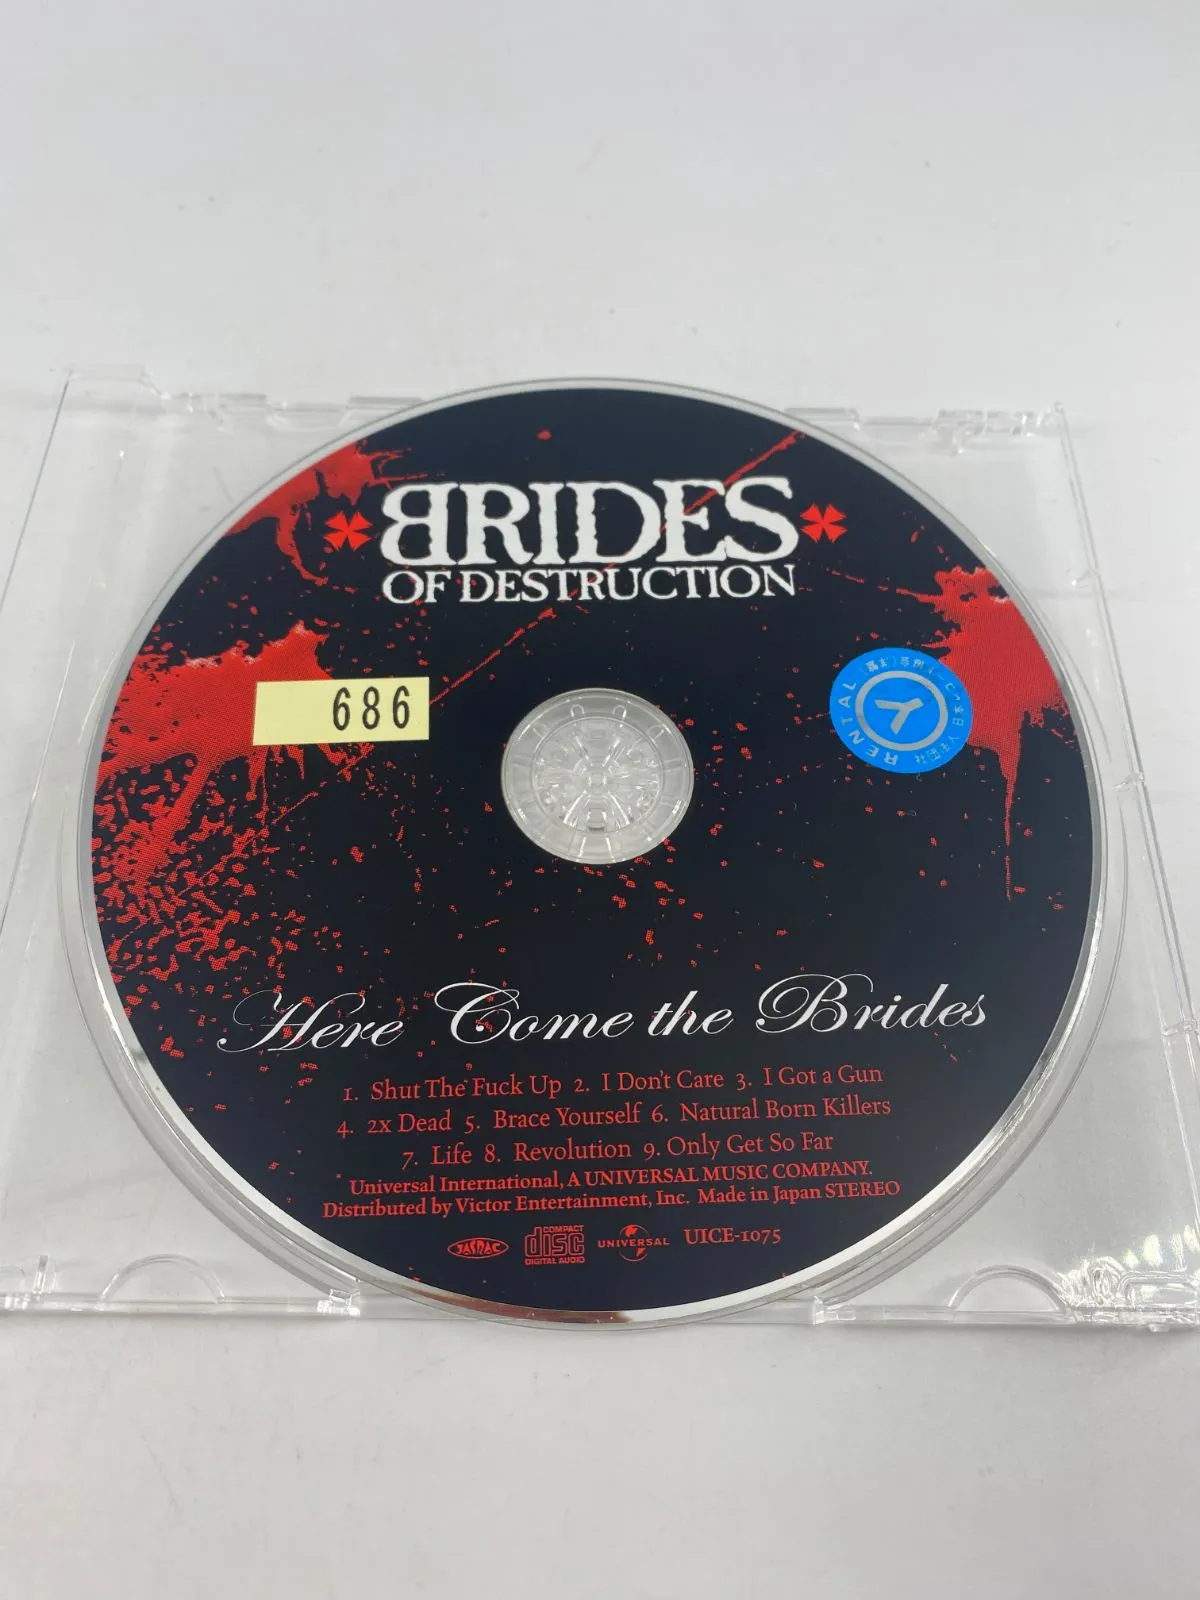 BRIDES
OF DESTRUCTION
686
RENTAL
Here Come the Brides
1. Shut The Fuck Up 2. I Don't Care 3. I Got a Gun
4. 2x Dead 5. Brace Yourself 6. Natural Born Killers
7. Life 8. Revolution 9. Only Get So Far
Universal International, A UNIVERSAL MUSIC COMPANY.
Distributed by Victor Entertainment, Inc. Made in Japan STEREO
JASRAC COMPACT disc DIGITAL AUDIO UNIVERSAL UICE-1075